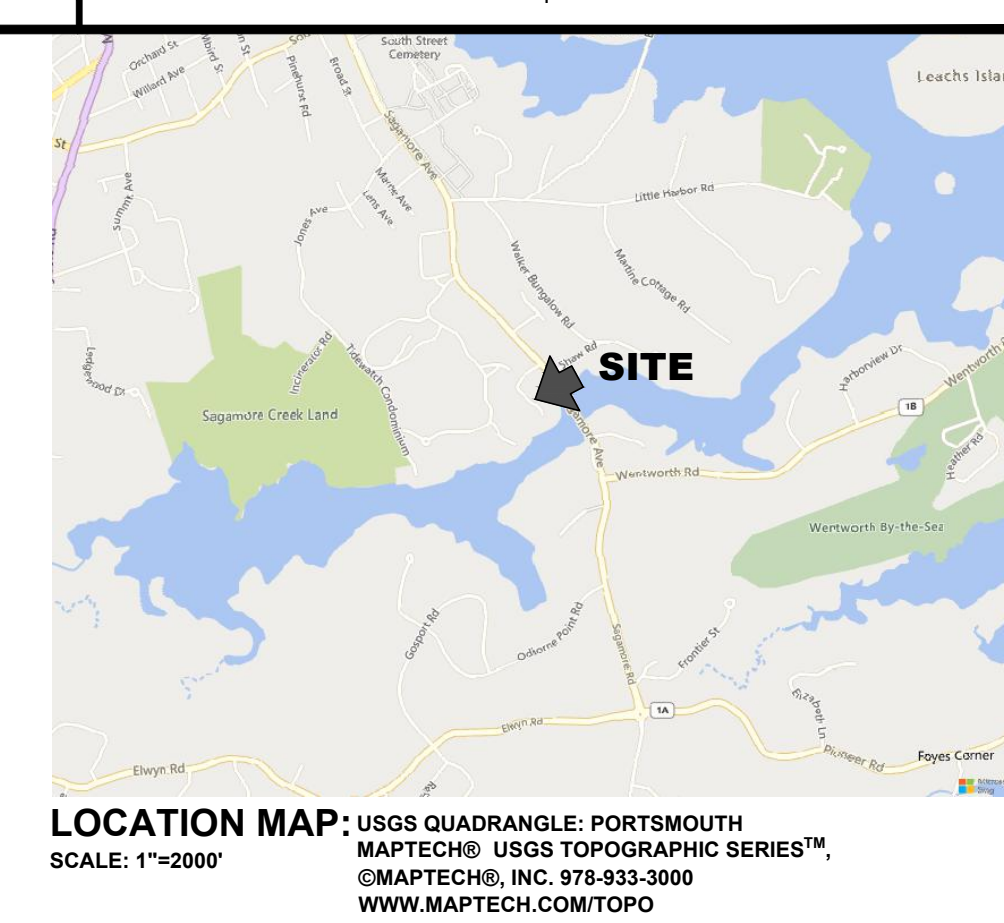 South Street
Cemetery
Orchard St
Willard Ave
Pinehurst Rd
Broad St
Leachs Isla
Sagamore Ave
St
Marne Ave
Lens Ave
Summit Ave
Jones Ave
Little Harbor Rd
Walker Bungalow Rd
Martine Cottage Rd
Shaw Rd
SITE
Incinerator Rd
Tidewatch Condominium
Ledgewood Dr
Harborview Dr
Wentworth
1B
Sagamore Creek Land
gamore Ave
Wentworth Rd
Heather Rd
Wentworth By-the-Sea
Gosport Rd
Odiorne Point Rd
Sagamore Rd
Frontier St
Elizabeth Ln
1A
Elwyn Rd
Pioneer Rd
Foyes Corner
Elwyn Rd
LOCATION MAP:
SCALE: 1"=2000'
USGS QUADRANGLE: PORTSMOUTH
MAPTECH® USGS TOPOGRAPHIC SERIES™,
©MAPTECH®, INC. 978-933-3000
WWW.MAPTECH.COM/TOPO